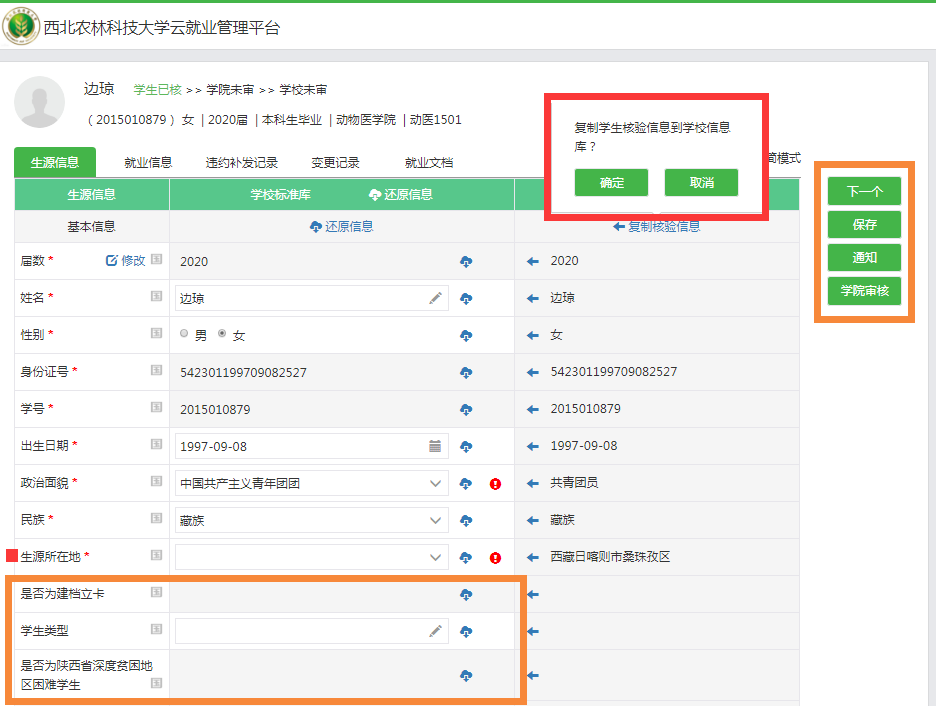 西北农林科技大学云就业管理平台
边琼 学生已核 >> 学院未审 >> 学校未审
（ 2015010879 ） 女 | 2020届 | 本科生毕业 | 动物医学院 | 动医1501
复制学生核验信息到学校信息
库？
确定 取消
生源信息 就业信息 违约补发记录 变更记录 就业文档 简模式
生源信息 学校标准库 还原信息
下一个
保存
通知
学院审核
基本信息 还原信息 复制核验信息
届数 * 修改 2020 2020
姓名 * 边琼 边琼
性别 * 男 女 女
身份证号 * 542301199709082527 542301199709082527
学号 * 2015010879 2015010879
出生日期 * 1997-09-08 1997-09-08
政治面貌 * 中国共产主义青年团团 共青团员
民族 * 藏族 藏族
生源所在地 * 西藏日喀则市桑珠孜区
是否为建档立卡
学生类型
是否为陕西省深度贫困地
区困难学生